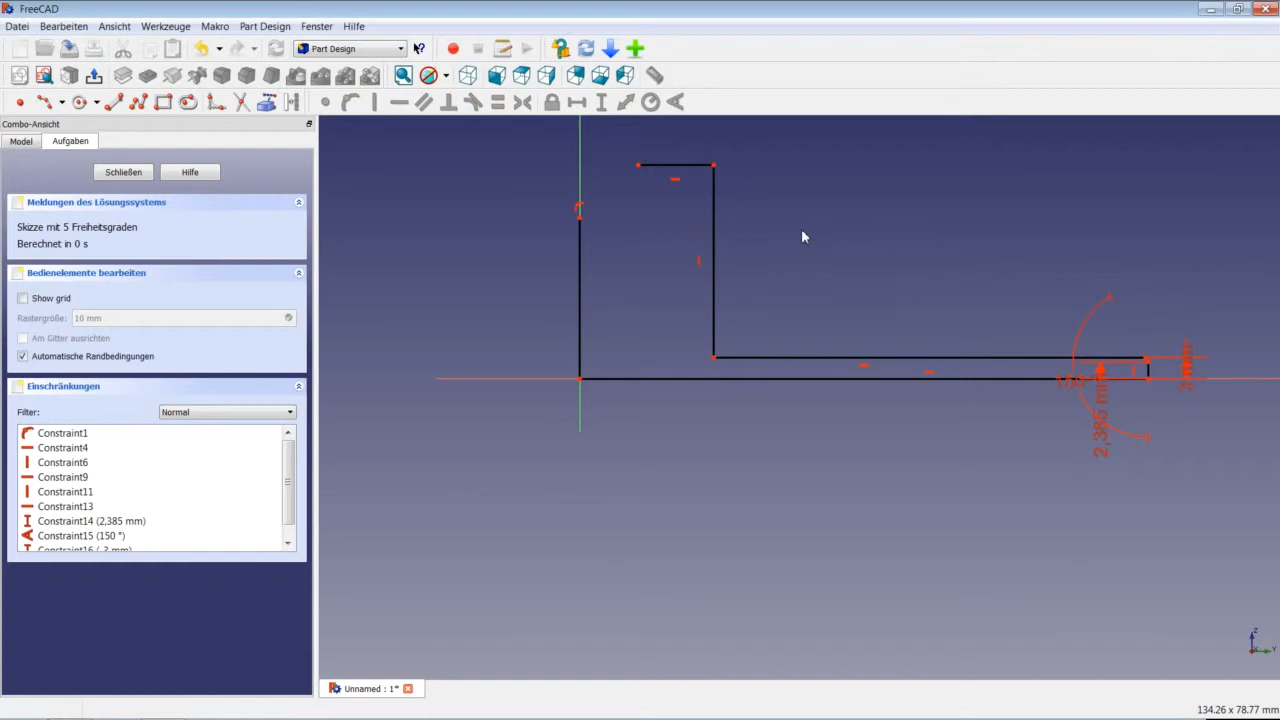 FreeCAD
Datei Bearbeiten Ansicht Werkzeuge Makro Part Design Fenster Hilfe
Part Design
Combo-Ansicht
Model Aufgaben
Schließen Hilfe
Meldungen des Lösungssystems
Skizze mit 5 Freiheitsgraden
Berechnet in 0 s
Bedienelemente bearbeiten
Show grid
Rastergröße: 10 mm
Am Gitter ausrichten
Automatische Randbedingungen
Einschränkungen
Filter: Normal
Constraint1
Constraint4
Constraint6
Constraint9
Constraint11
Constraint13
Constraint14 (2,385 mm)
Constraint15 (150 °)
150
2,385 mm
Z
Y
Unnamed : 1*
134.26 x 78.77 mm